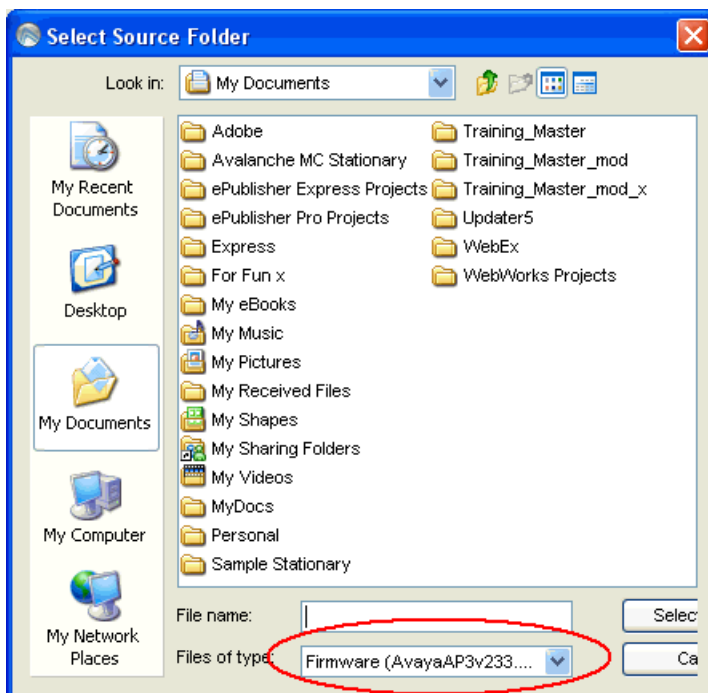 Select Source Folder
Look in:
My Documents
My Recent
Documents
Desktop
My Documents
My Computer
My Network
Places
Adobe
Avalanche MC Stationary
ePublisher Express Projects
ePublisher Pro Projects
Express
For Fun x
My eBooks
My Music
My Pictures
My Received Files
My Shapes
My Sharing Folders
My Videos
MyDocs
Personal
Sample Stationary
Training_Master
Training_Master_mod
Training_Master_mod_x
Updater5
WebEx
WebWorks Projects
File name:
Selec
Files of type:
Firmware (AvayaAP3v233....
Ca